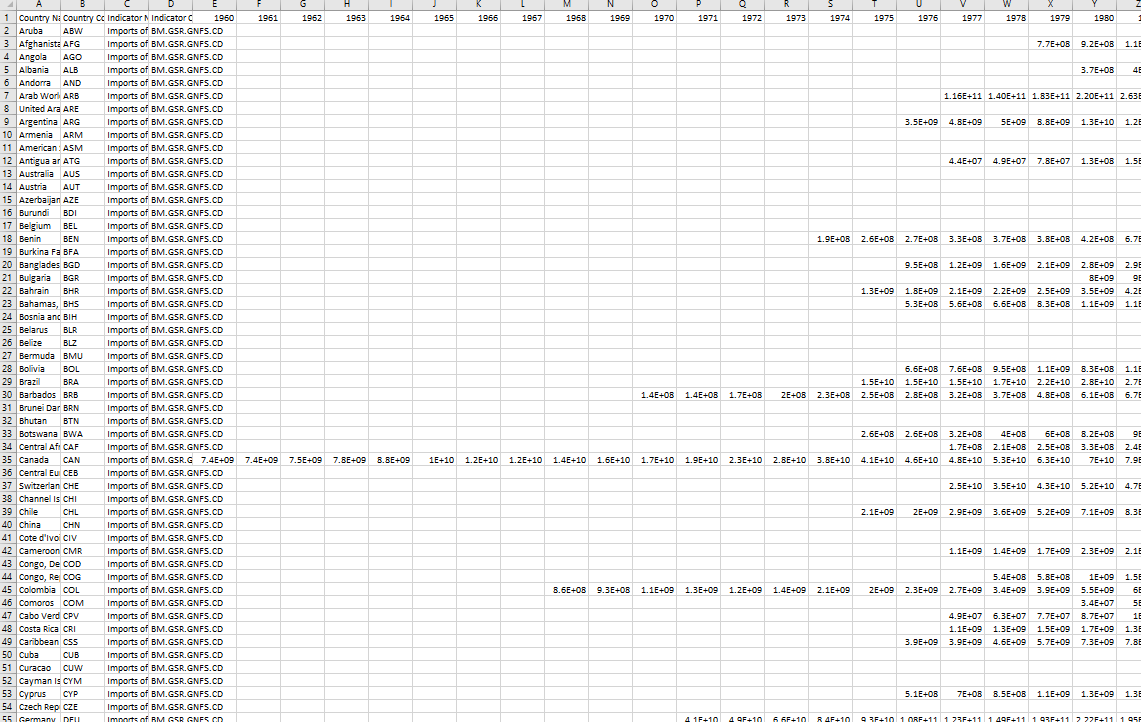 A B C D E F G H I J K L M N O P Q R S T U V W X Y Z
1 Country Na Country Co Indicator N Indicator C 1960 1961 1962 1963 1964 1965 1966 1967 1968 1969 1970 1971 1972 1973 1974 1975 1976 1977 1978 1979 1980
2 Aruba ABW Imports of BM.GSR.GNFS.CD
3 Afghanista AFG Imports of BM.GSR.GNFS.CD 7.7E+08 9.2E+08 1.1E
4 Angola AGO Imports of BM.GSR.GNFS.CD
5 Albania ALB Imports of BM.GSR.GNFS.CD 3.7E+08 4E
6 Andorra AND Imports of BM.GSR.GNFS.CD
7 Arab Worl ARB Imports of BM.GSR.GNFS.CD 1.16E+11 1.40E+11 1.83E+11 2.20E+11 2.63E
8 United Ara ARE Imports of BM.GSR.GNFS.CD
9 Argentina ARG Imports of BM.GSR.GNFS.CD 3.5E+09 4.8E+09 5E+09 8.8E+09 1.3E+10 1.2E
10 Armenia ARM Imports of BM.GSR.GNFS.CD
11 American ASM Imports of BM.GSR.GNFS.CD
12 Antigua ar ATG Imports of BM.GSR.GNFS.CD 4.4E+07 4.9E+07 7.8E+07 1.3E+08 1.5E
13 Australia AUS Imports of BM.GSR.GNFS.CD
14 Austria AUT Imports of BM.GSR.GNFS.CD
15 Azerbaijan AZE Imports of BM.GSR.GNFS.CD
16 Burundi BDI Imports of BM.GSR.GNFS.CD
17 Belgium BEL Imports of BM.GSR.GNFS.CD
18 Benin BEN Imports of BM.GSR.GNFS.CD 1.9E+08 2.6E+08 2.7E+08 3.3E+08 3.7E+08 3.8E+08 4.2E+08 6.7E
19 Burkina Fa BFA Imports of BM.GSR.GNFS.CD
20 Banglades BGD Imports of BM.GSR.GNFS.CD 9.5E+08 1.2E+09 1.6E+09 2.1E+09 2.8E+09 2.9E
21 Bulgaria BGR Imports of BM.GSR.GNFS.CD 8E+09 9E
22 Bahrain BHR Imports of BM.GSR.GNFS.CD 1.3E+09 1.8E+09 2.1E+09 2.2E+09 2.5E+09 3.5E+09 4.2E
23 Bahamas, BHS Imports of BM.GSR.GNFS.CD 5.3E+08 5.6E+08 6.6E+08 8.3E+08 1.1E+09 1.1E
24 Bosnia and BIH Imports of BM.GSR.GNFS.CD
25 Belarus BLR Imports of BM.GSR.GNFS.CD
26 Belize BLZ Imports of BM.GSR.GNFS.CD
27 Bermuda BMU Imports of BM.GSR.GNFS.CD
28 Bolivia BOL Imports of BM.GSR.GNFS.CD 6.6E+08 7.6E+08 9.5E+08 1.1E+09 8.3E+08 1.1E
29 Brazil BRA Imports of BM.GSR.GNFS.CD 1.5E+10 1.5E+10 1.5E+10 1.7E+10 2.2E+10 2.8E+10 2.7E
30 Barbados BRB Imports of BM.GSR.GNFS.CD 1.4E+08 1.4E+08 1.7E+08 2E+08 2.3E+08 2.5E+08 2.8E+08 3.2E+08 3.7E+08 4.8E+08 6.1E+08 6.7E
31 Brunei Dar BRN Imports of BM.GSR.GNFS.CD
32 Bhutan BTN Imports of BM.GSR.GNFS.CD
33 Botswana BWA Imports of BM.GSR.GNFS.CD 2.6E+08 2.6E+08 3.2E+08 4E+08 6E+08 8.2E+08 9E
34 Central Afr CAF Imports of BM.GSR.GNFS.CD 1.7E+08 2.1E+08 2.5E+08 3.3E+08 2.4E
35 Canada CAN Imports of BM.GSR.G 7.4E+09 7.4E+09 7.5E+09 7.8E+09 8.8E+09 1E+10 1.2E+10 1.2E+10 1.4E+10 1.6E+10 1.7E+10 1.9E+10 2.3E+10 2.8E+10 3.8E+10 4.1E+10 4.6E+10 4.8E+10 5.3E+10 6.3E+10 7E+10 7.9E
36 Central Eu CEB Imports of BM.GSR.GNFS.CD
37 Switzerlan CHE Imports of BM.GSR.GNFS.CD 2.5E+10 3.5E+10 4.3E+10 5.2E+10 4.7E
38 Channel Is CHI Imports of BM.GSR.GNFS.CD
39 Chile CHL Imports of BM.GSR.GNFS.CD 2.1E+09 2E+09 2.9E+09 3.6E+09 5.2E+09 7.1E+09 8.3E
40 China CHN Imports of BM.GSR.GNFS.CD
41 Cote d'Ivo CIV Imports of BM.GSR.GNFS.CD
42 Cameroon CMR Imports of BM.GSR.GNFS.CD 1.1E+09 1.4E+09 1.7E+09 2.3E+09 2.1E
43 Congo, De COD Imports of BM.GSR.GNFS.CD
44 Congo, Re COG Imports of BM.GSR.GNFS.CD 5.4E+08 5.8E+08 1E+09 1.5E
45 Colombia COL Imports of BM.GSR.GNFS.CD 8.6E+08 9.3E+08 1.1E+09 1.3E+09 1.2E+09 1.4E+09 2.1E+09 2E+09 2.3E+09 2.7E+09 3.4E+09 3.9E+09 5.5E+09 6E
46 Comoros COM Imports of BM.GSR.GNFS.CD 3.4E+07 5E
47 Cabo Verd CPV Imports of BM.GSR.GNFS.CD 4.9E+07 6.3E+07 7.7E+07 8.7E+07 1E
48 Costa Rica CRI Imports of BM.GSR.GNFS.CD 1.1E+09 1.3E+09 1.5E+09 1.7E+09 1.3E
49 Caribbean CSS Imports of BM.GSR.GNFS.CD 3.9E+09 3.9E+09 4.6E+09 5.7E+09 7.3E+09 7.8E
50 Cuba CUB Imports of BM.GSR.GNFS.CD
51 Curacao CUW Imports of BM.GSR.GNFS.CD
52 Cayman Is CYM Imports of BM.GSR.GNFS.CD
53 Cyprus CYP Imports of BM.GSR.GNFS.CD 5.1E+08 7E+08 8.5E+08 1.1E+09 1.3E+09 1.3E
54 Czech Rep CZE Imports of BM.GSR.GNFS.CD
55 Germany DEU Imports of BM.GSR.GNFS.CD 4.1E+10 4.9E+10 6.6E+10 8.4E+10 9.3E+10 1.08E+11 1.23E+11 1.49E+11 1.93E+11 2.22E+11 1.95E